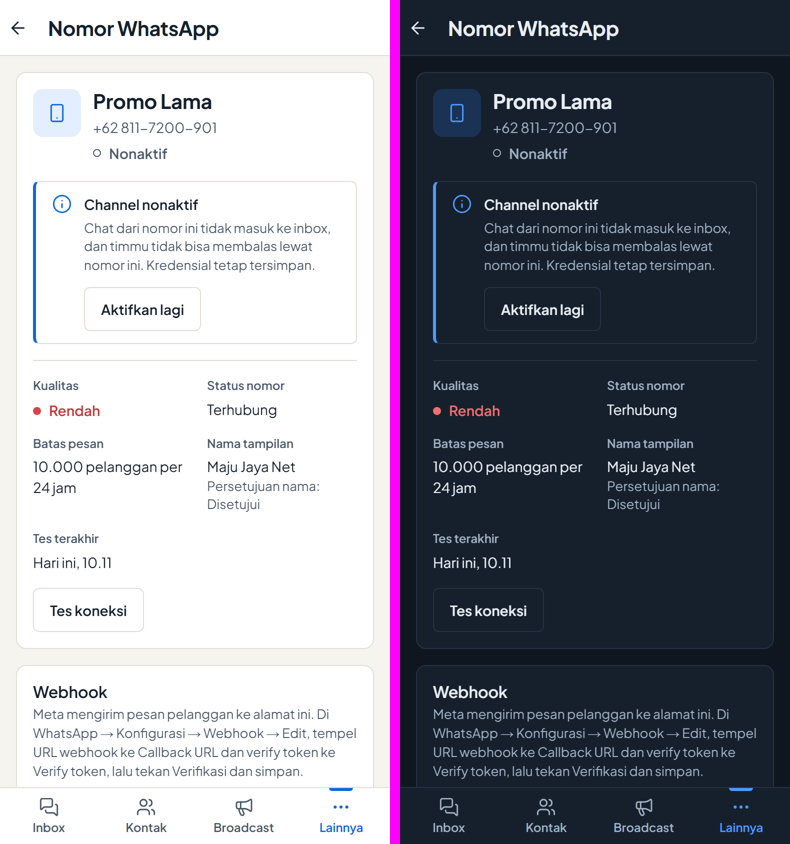 Nomor WhatsApp
Promo Lama
+62 811-7200-901
Nonaktif
Channel nonaktif
Chat dari nomor ini tidak masuk ke inbox,
dan timmu tidak bisa membalas lewat
nomor ini. Kredensial tetap tersimpan.
Aktifkan lagi
Kualitas
Status nomor
Rendah
Terhubung
Batas pesan
Nama tampilan
10.000 pelanggan per
24 jam
Maju Jaya Net
Persetujuan nama:
Disetujui
Tes terakhir
Hari ini, 10.11
Tes koneksi
Webhook
Meta mengirim pesan pelanggan ke alamat ini. Di
WhatsApp → Konfigurasi → Webhook → Edit, tempel
URL webhook ke Callback URL dan verify token ke
Verify token, lalu tekan Verifikasi dan simpan.
Inbox
Kontak
Broadcast
Lainnya
Nomor WhatsApp
Promo Lama
+62 811-7200-901
Nonaktif
Channel nonaktif
Chat dari nomor ini tidak masuk ke inbox,
dan timmu tidak bisa membalas lewat
nomor ini. Kredensial tetap tersimpan.
Aktifkan lagi
Kualitas
Status nomor
Rendah
Terhubung
Batas pesan
Nama tampilan
10.000 pelanggan per
24 jam
Maju Jaya Net
Persetujuan nama:
Disetujui
Tes terakhir
Hari ini, 10.11
Tes koneksi
Webhook
Meta mengirim pesan pelanggan ke alamat ini. Di
WhatsApp → Konfigurasi → Webhook → Edit, tempel
URL webhook ke Callback URL dan verify token ke
Verify token, lalu tekan Verifikasi dan simpan.
Inbox
Kontak
Broadcast
Lainnya